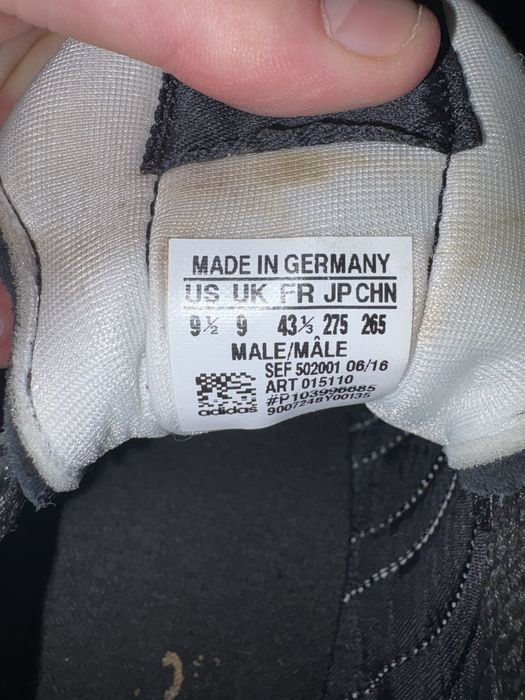 MADE IN GERMANY
US UK FR JP CHN
9½ 9 43⅓ 275 265
MALE/MÂLE
SEF 502001 06/16
ART 015110
#P103996685
9007248Y00135
adidas